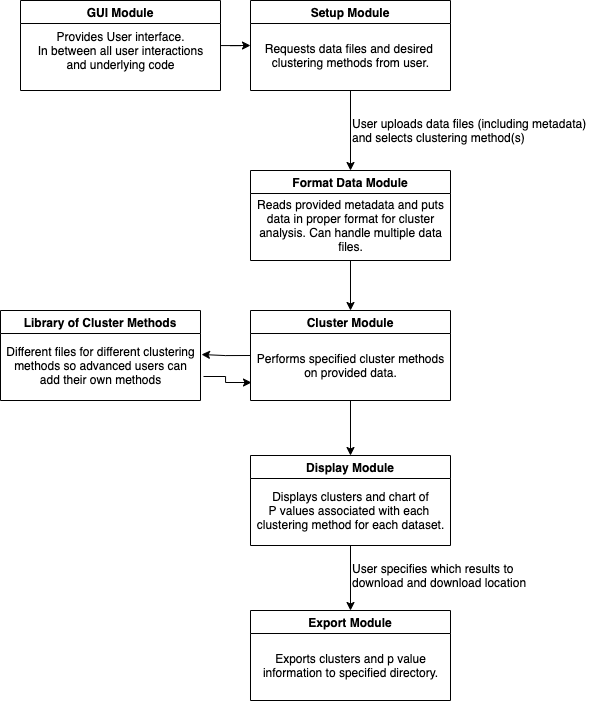 GUI Module
Provides User interface.
In between all user interactions
and underlying code
Setup Module
Requests data files and desired
clustering methods from user.
User uploads data files (including metadata)
and selects clustering method(s)
Format Data Module
Reads provided metadata and puts
data in proper format for cluster
analysis. Can handle multiple data
files.
Library of Cluster Methods
Different files for different clustering
methods so advanced users can
add their own methods
Cluster Module
Performs specified cluster methods
on provided data.
Display Module
Displays clusters and chart of
P values associated with each
clustering method for each dataset.
User specifies which results to
download and download location
Export Module
Exports clusters and p value
information to specified directory.